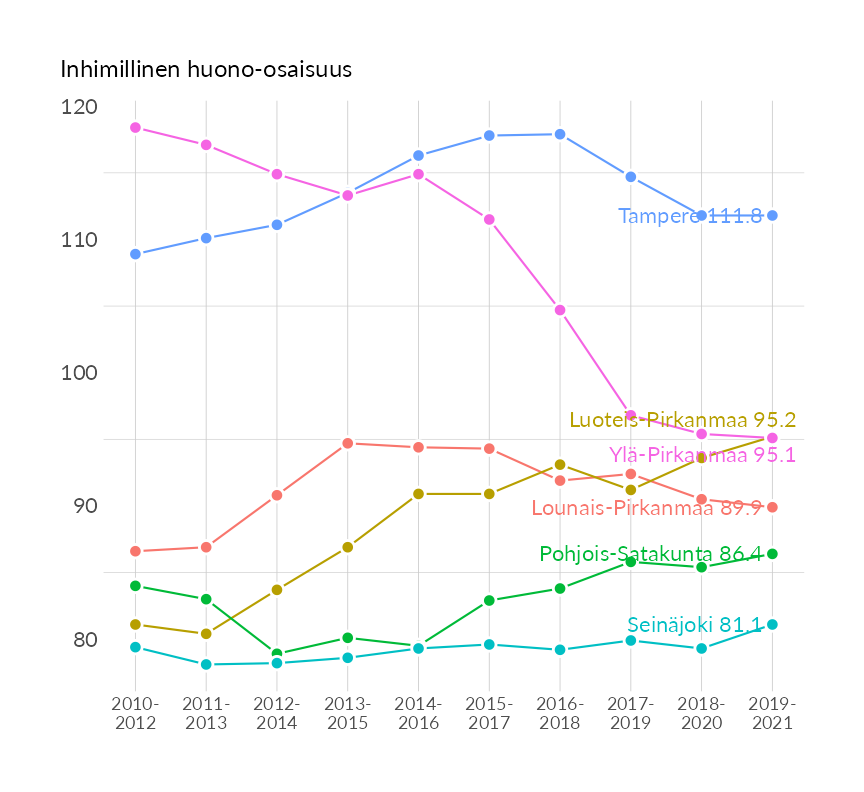 Inhimillinen huono-osaisuus
120
110
100
90
80
Tampere 111.8
Luoteis-Pirkanmaa 95.2
Ylä-Pirkanmaa 95.1
Lounais-Pirkanmaa 89.9
Pohjois-Satakunta 86.4
Seinäjoki 81.1
2010- 2011- 2012- 2013- 2014- 2015- 2016- 2017- 2018- 2019-
2012 2013 2014 2015 2016 2017 2018 2019 2020 2021